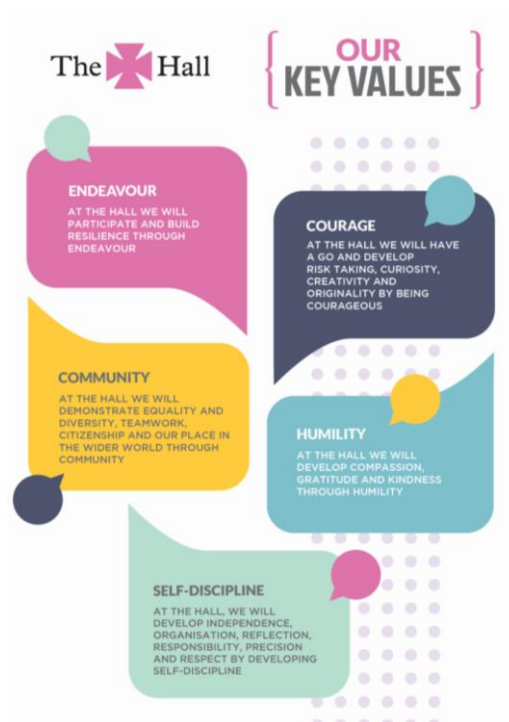 The Hall
OUR
KEY VALUES
ENDEAVOUR
AT THE HALL WE WILL
PARTICIPATE AND BUILD
RESILIENCE THROUGH
ENDEAVOUR
COURAGE
AT THE HALL WE WILL HAVE
A GO AND DEVELOP
RISK TAKING, CURIOSITY,
CREATIVITY AND
ORIGINALITY BY BEING
COURAGEOUS
COMMUNITY
AT THE HALL WE WILL
DEMONSTRATE EQUALITY AND
DIVERSITY, TEAMWORK,
CITIZENSHIP AND OUR PLACE IN
THE WIDER WORLD THROUGH
COMMUNITY
HUMILITY
AT THE HALL WE WILL
DEVELOP COMPASSION,
GRATITUDE AND KINDNESS
THROUGH HUMILITY
SELF-DISCIPLINE
AT THE HALL, WE WILL
DEVELOP INDEPENDENCE,
ORGANISATION, REFLECTION,
RESPONSIBILITY, PRECISION
AND RESPECT BY DEVELOPING
SELF-DISCIPLINE